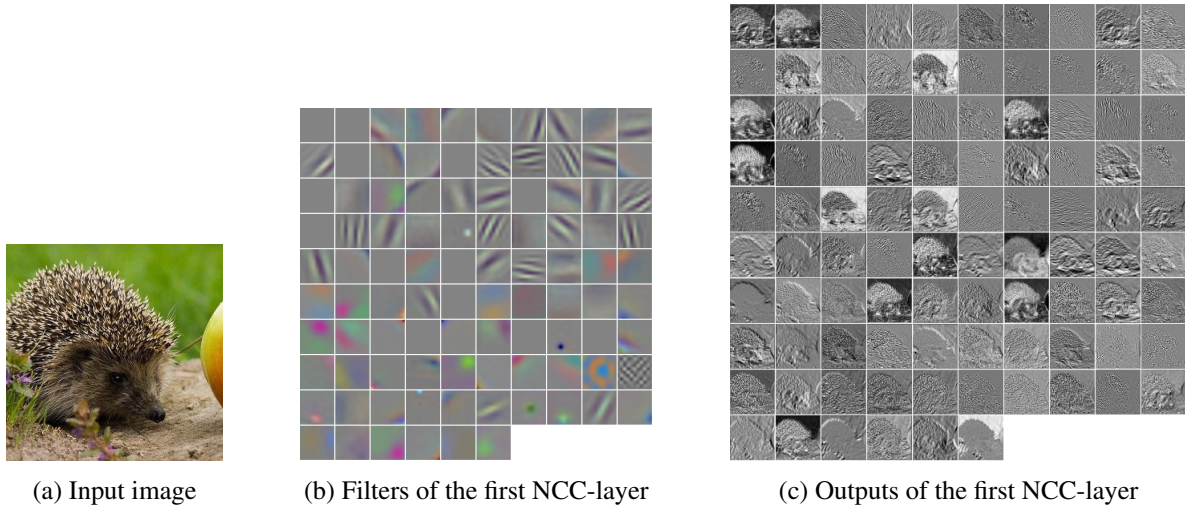 (a) Input image
(b) Filters of the first NCC-layer
(c) Outputs of the first NCC-layer